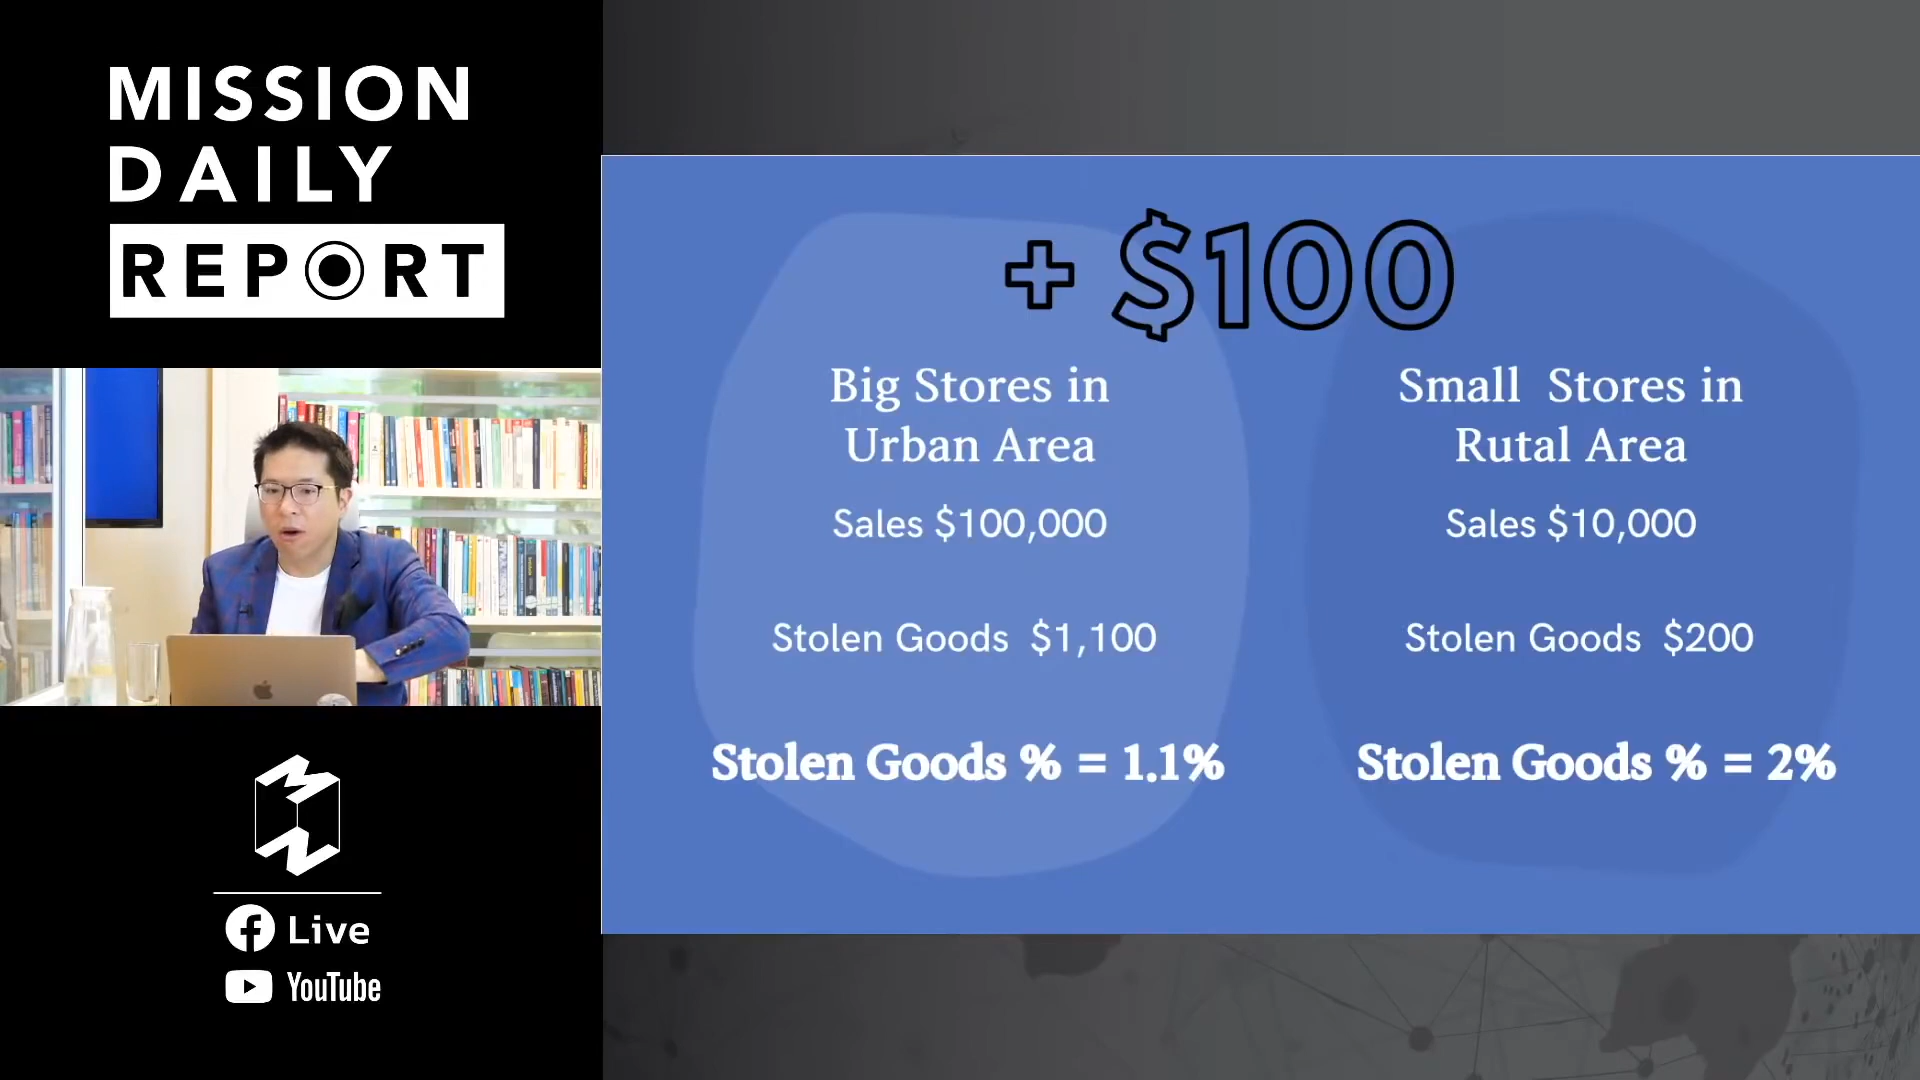 MISSION
DAILY
REPORT
+ $100
Big Stores in
Urban Area
Sales $100,000
Stolen Goods $1,100
Stolen Goods % = 1.1%
Small Stores in
Rutal Area
Sales $10,000
Stolen Goods $200
Stolen Goods % = 2%
Live
YouTube